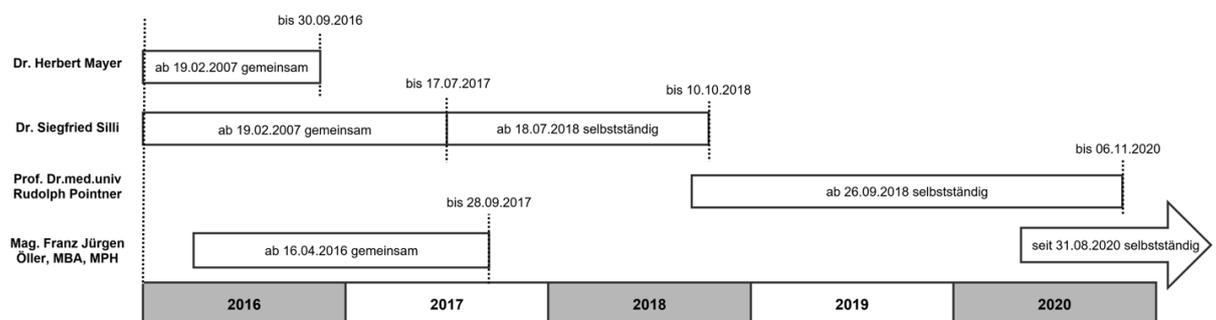 bis 30.09.2016
Dr. Herbert Mayer
ab 19.02.2007 gemeinsam
bis 17.07.2017
bis 10.10.2018
Dr. Siegfried Silli
ab 19.02.2007 gemeinsam
ab 18.07.2018 selbstständig
bis 06.11.2020
Prof. Dr.med.univ
Rudolph Pointner
ab 26.09.2018 selbstständig
bis 28.09.2017
Mag. Franz Jürgen
Öller, MBA, MPH
ab 16.04.2016 gemeinsam
seit 31.08.2020 selbstständig
2016
2017
2018
2019
2020